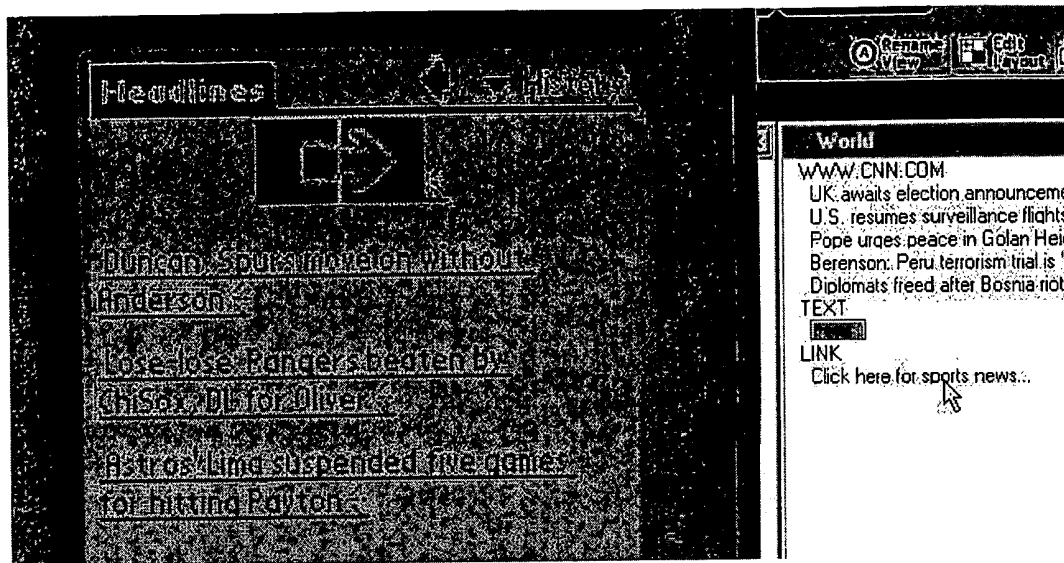 Headlines
History
Duncan, Spurs move on without
Anderson
Lose-lose: Rangers beaten by
ChiSox, DL for Oliver
Astros' Lima suspended five games
for hitting Payton
Rename
View
Edit
Layout
World
WWW.CNN.COM
UK awaits election announceme
U.S. resumes surveillance flights
Pope urges peace in Golan Hei
Berenson: Peru terrorism trial is '
Diplomats freed after Bosnia riot
TEXT
LINK
Click here for sports news...